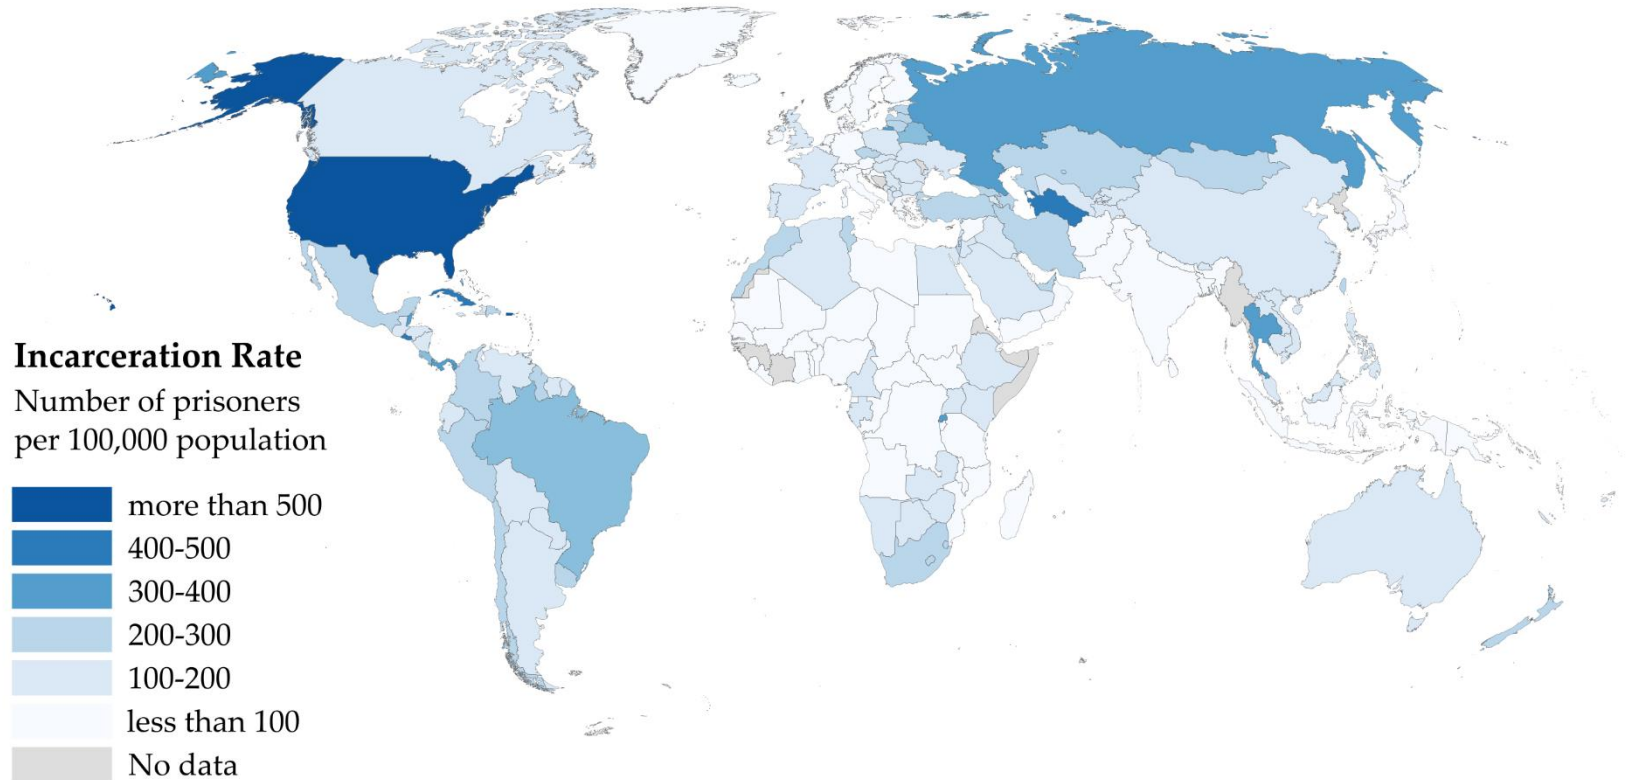 Incarceration Rate
Number of prisoners
per 100,000 population
more than 500
400-500
300-400
200-300
100-200
less than 100
No data